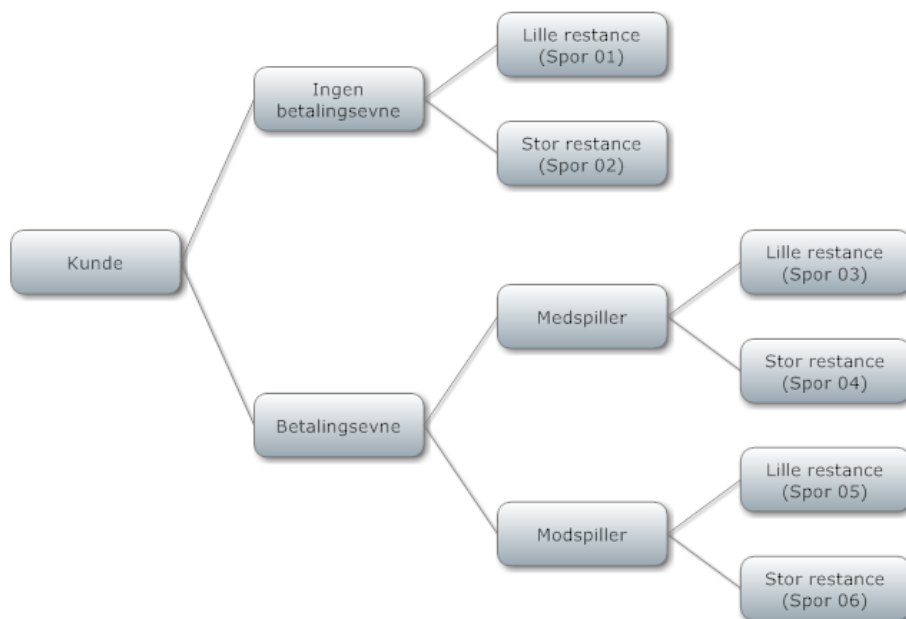 Lille restance
(Spor 01)
Ingen
betalingsevne
Stor restance
(Spor 02)
Kunde
Lille restance
(Spor 03)
Medspiller
Stor restance
(Spor 04)
Betalingsevne
Lille restance
(Spor 05)
Modspiller
Stor restance
(Spor 06)